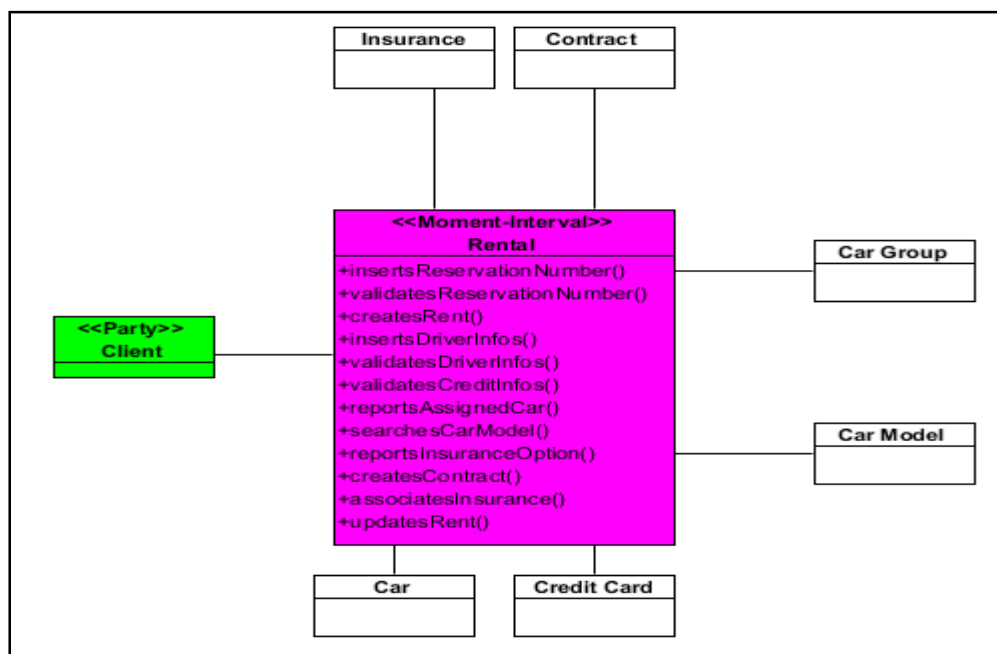 Insurance
Contract
<<Moment-Interval>>
Rental
+insertsReservationNumber()
+validatesReservationNumber()
+createsRent()
+insertsDriverInfos()
+validatesDriverInfos()
+validatesCreditInfos()
+reportsAssignedCar()
+searchesCarModel()
+reportsInsuranceOption()
+createsContract()
+associatesInsurance()
+updatesRent()
<<Party>>
Client
Car Group
Car Model
Car
Credit Card